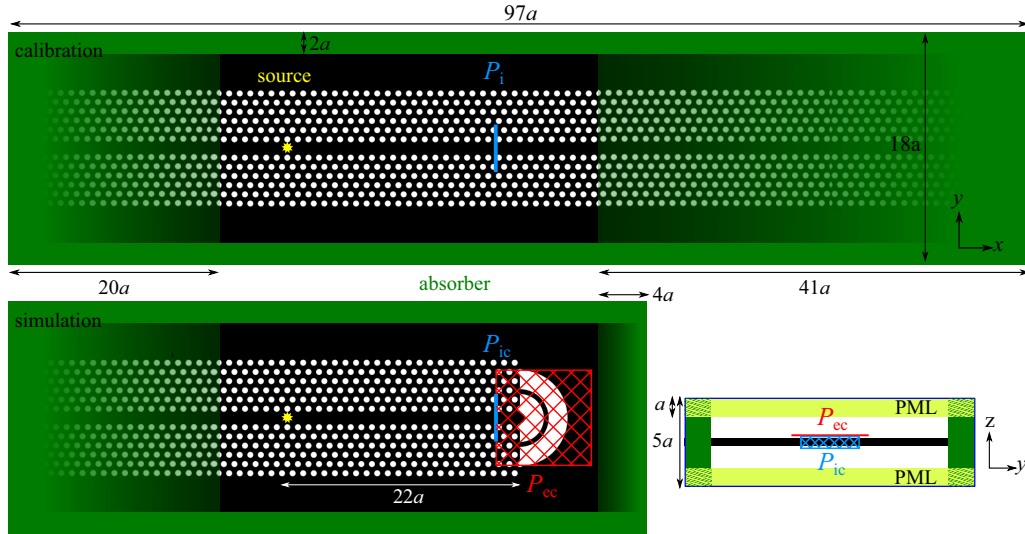 97a
calibration
2a
source
P_i
18a
y
x
20a
absorber
4a
41a
simulation
P_ic
22a
P_ec
a
5a
PML
P_ec
P_ic
PML
z
y